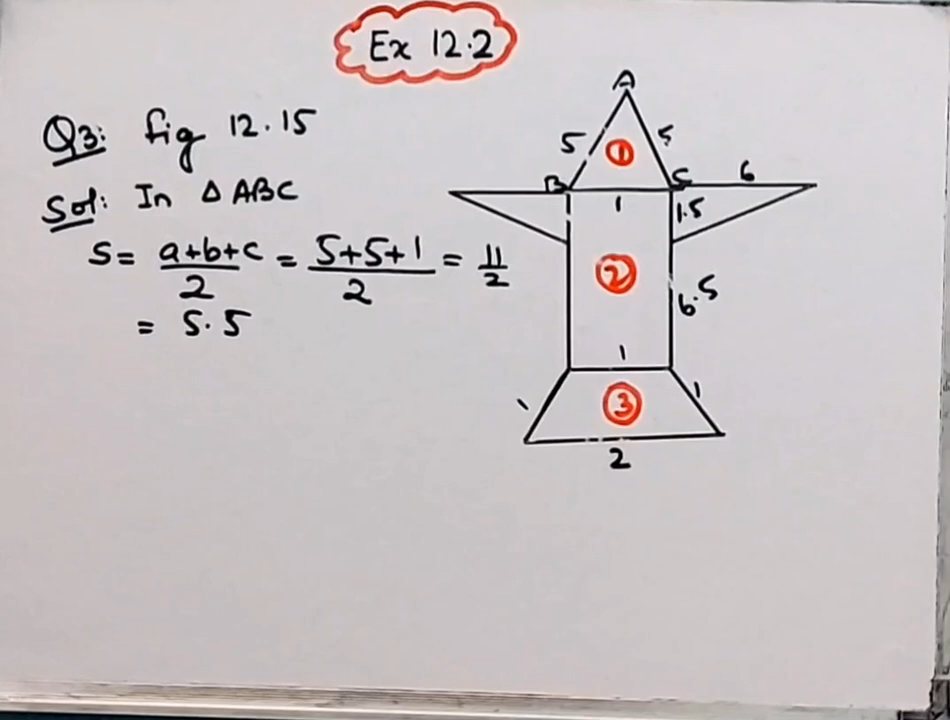 Ex 12.2
Q3: fig 12.15
Sol: In Δ ABC
S = a+b+c/2 = 5+5+1/2 = 11/2
= 5.5
A
5 ① 5
B C 6
1 1.5
②
6.5
1
1 ③ 1
2